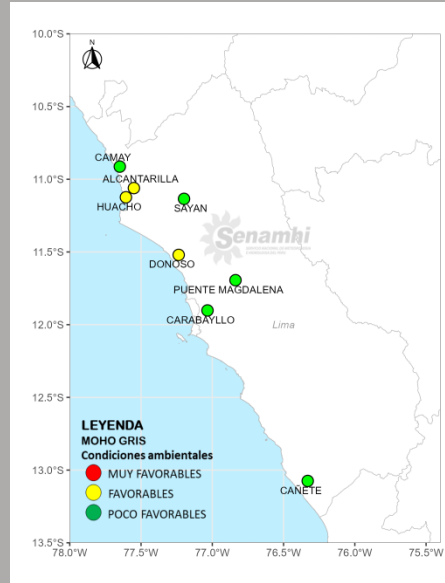 10.0°S
N
10.5°S
CAMAY
11.0°S
ALCANTARILLA
HUACHO
SAYAN
Senamhi
11.5°S
DONOSO
PUENTE MAGDALENA
12.0°S
CARABAYLLO
Lima
12.5°S
LEYENDA
MOHO GRIS
Condiciones ambientales
13.0°S
MUY FAVORABLES
CAÑETE
FAVORABLES
POCO FAVORABLES
13.5°S
78.0°W 77.5°W 77.0°W 76.5°W 76.0°W 75.5°W